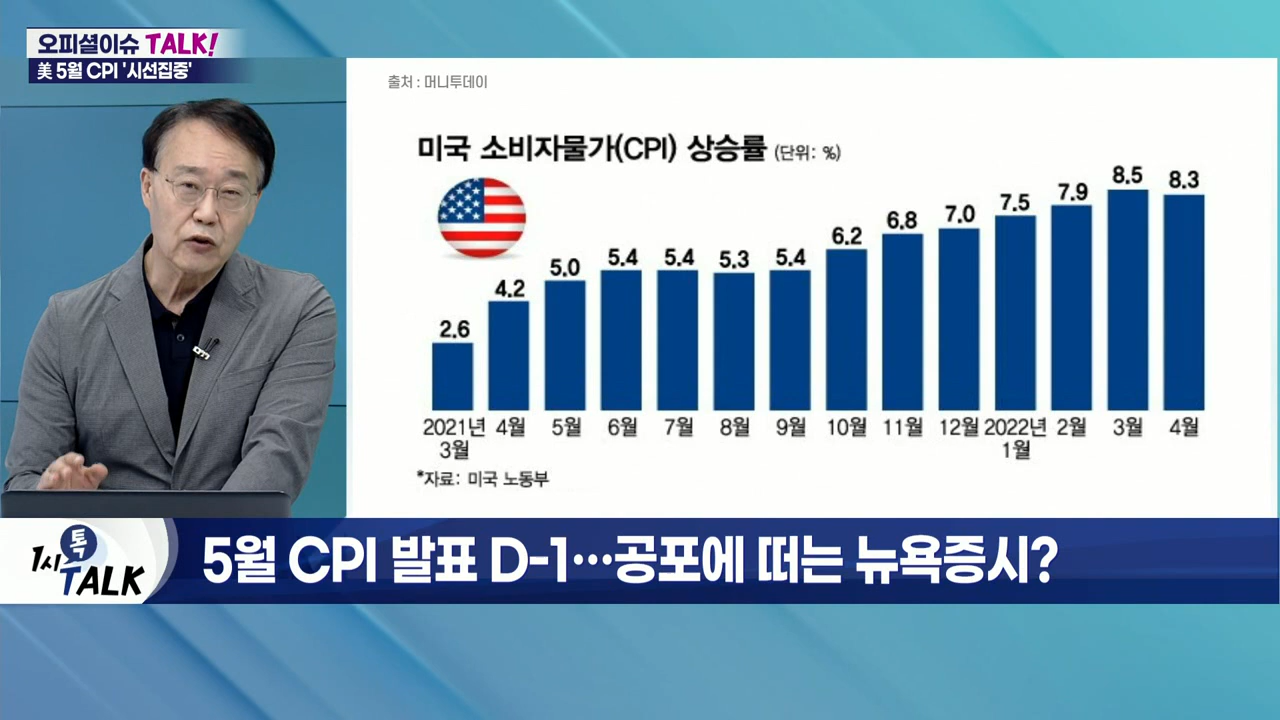 오피셜이슈 TALK!
美 5월 CPI '시선집중'
출처 : 머니투데이
미국 소비자물가(CPI) 상승률 (단위: %)
2.6 4.2 5.0 5.4 5.4 5.3 5.4 6.2 6.8 7.0 7.5 7.9 8.5 8.3
2021년 4월 5월 6월 7월 8월 9월 10월 11월 12월 2022년 2월 3월 4월
3월 1월
*자료: 미국 노동부
1시 톡 TALK
5월 CPI 발표 D-1…공포에 떠는 뉴욕증시?